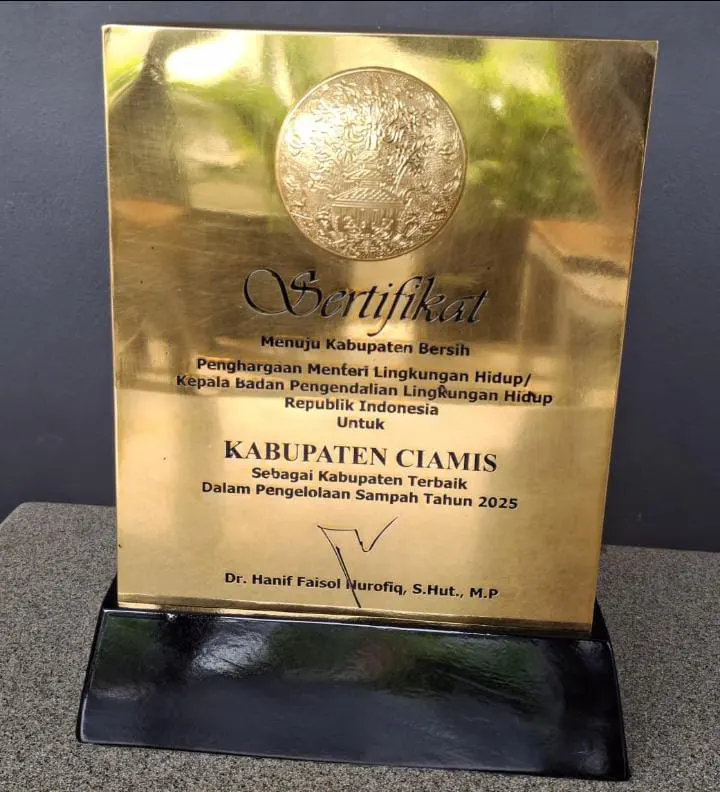 Sertifikat
Menuju Kabupaten Bersih
Penghargaan Menteri Lingkungan Hidup/
Kepala Badan Pengendalian Lingkungan Hidup
Republik Indonesia
Untuk
KABUPATEN CIAMIS
Sebagai Kabupaten Terbaik
Dalam Pengelolaan Sampah Tahun 2025
Dr. Hanif Faisol Nurofiq, S.Hut., M.P